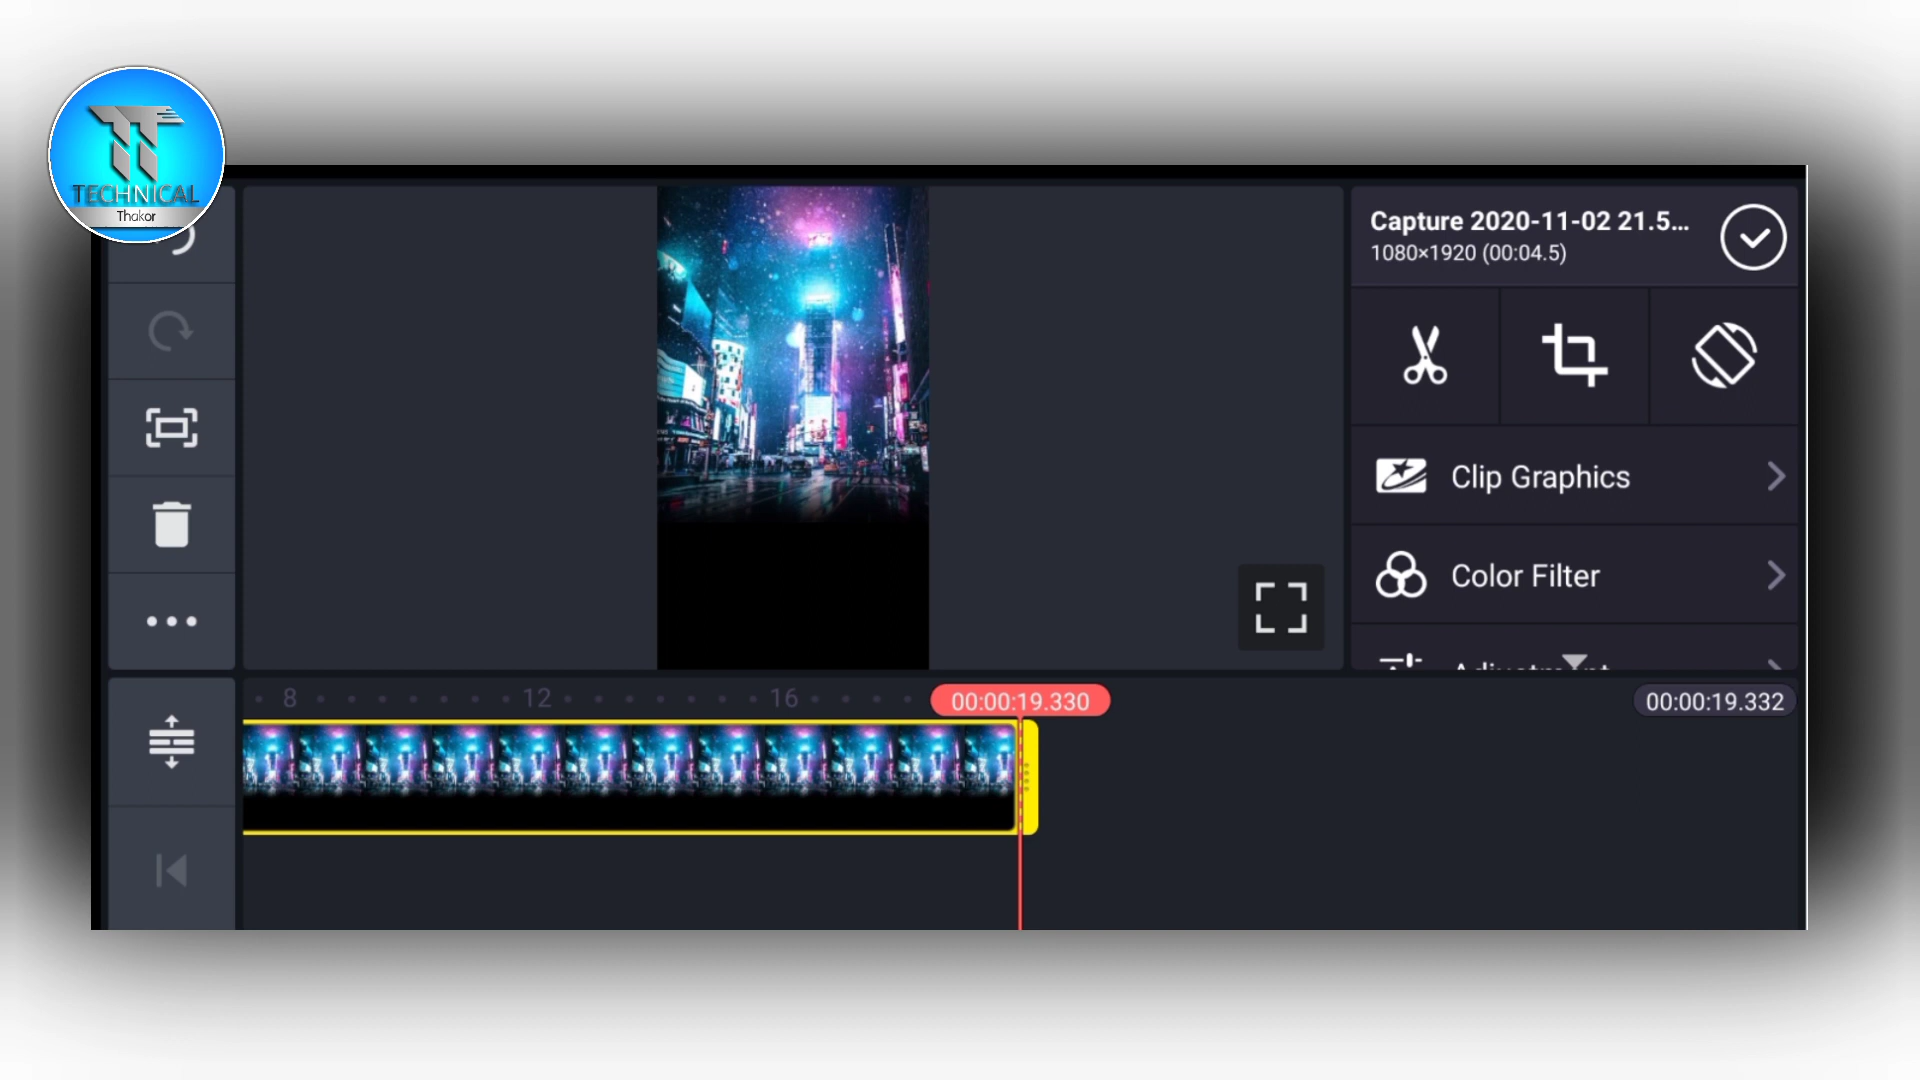 TECHNICAL
Thakor
Capture 2020-11-02 21.5...
1080×1920 (00:04.5)
Clip Graphics
Color Filter
Adjustment
8 12 16 00:00:19.330 00:00:19.332